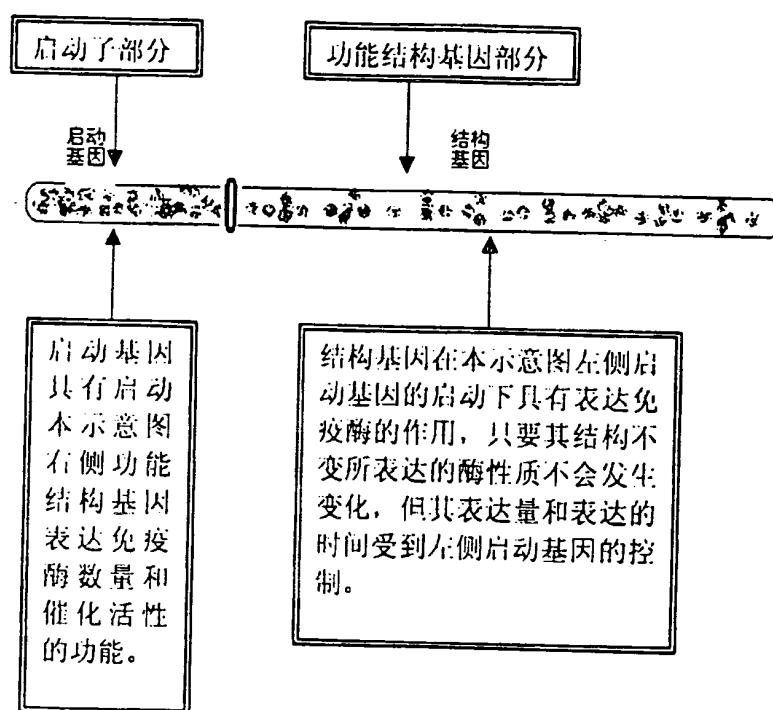 启动子部分
功能结构基因部分
启动
基因
结构
基因
启动基因
具有启动
本示意图
右侧功能
结构基因
表达免疫
酶数量和
催化活性
的功能。
结构基因在本示意图左侧启
动基因的启动下具有表达免
疫酶的作用，只要其结构不
变所表达的酶性质不会发生
变化，但其表达量和表达的
时间受到左侧启动基因的控
制。